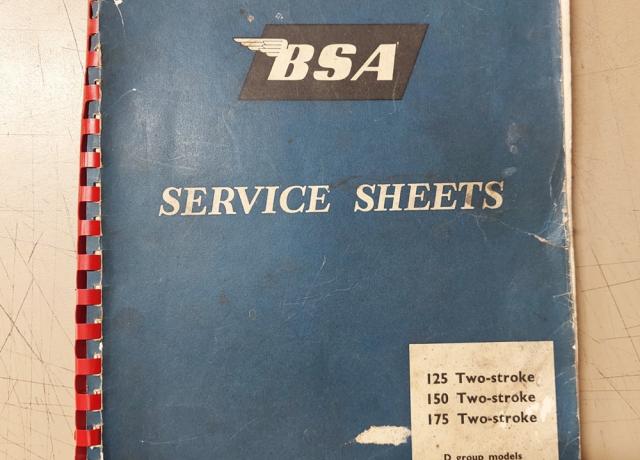 BSA
SERVICE SHEETS
125 Two-stroke
150 Two-stroke
175 Two-stroke
D group models